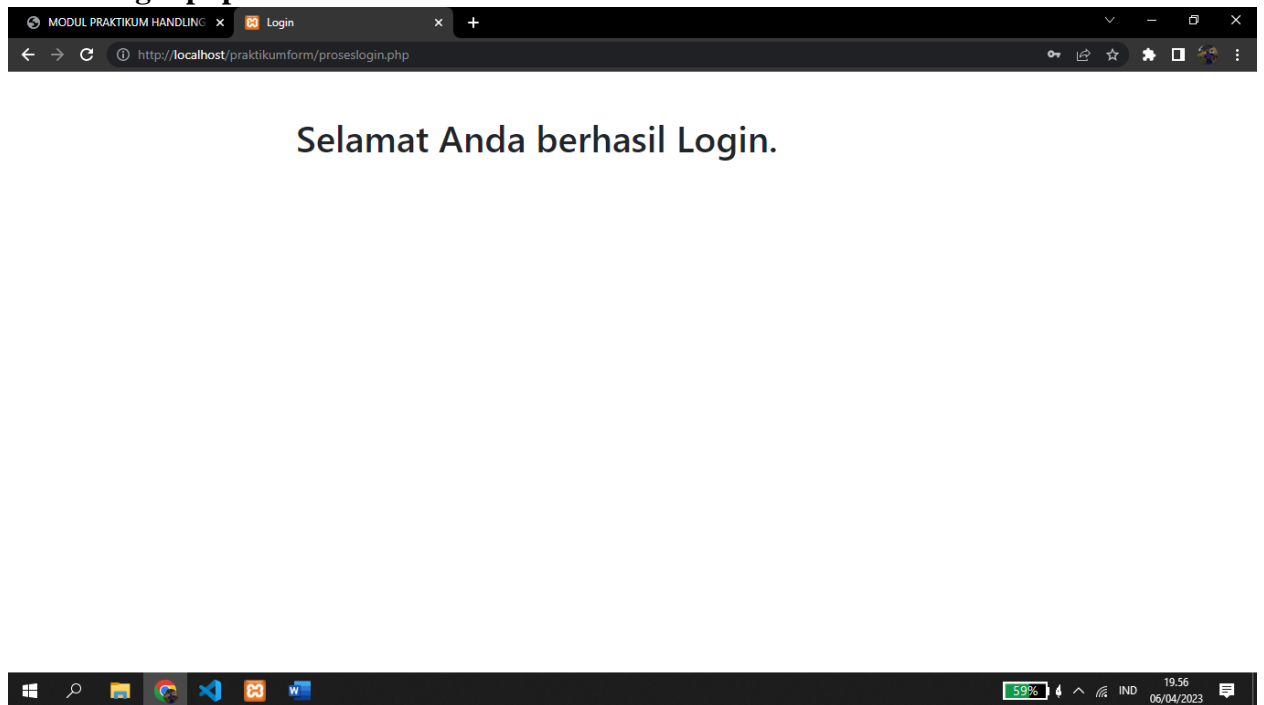 MODUL PRAKTIKUM HANDLING
Login
http://localhost/praktikumform/proseslogin.php
Selamat Anda berhasil Login.
59%
IND
19.56
06/04/2023